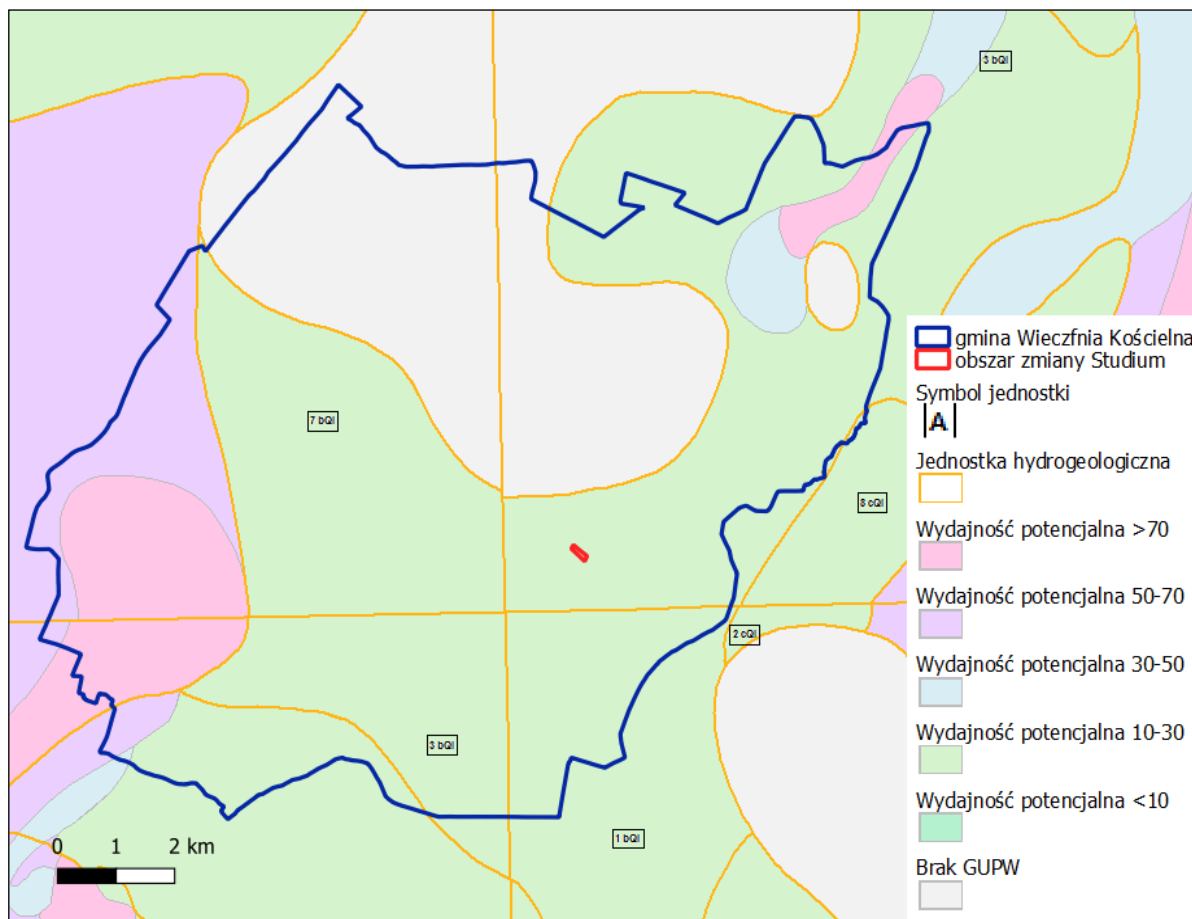 3 bQI
gmina Wieczfnia Kościelna
obszar zmiany Studium
Symbol jednostki
|A|
Jednostka hydrogeologiczna
7 bQI
8 cQI
Wydajność potencjalna >70
Wydajność potencjalna 50-70
2 cQI
Wydajność potencjalna 30-50
3 bQI
Wydajność potencjalna 10-30
Wydajność potencjalna <10
1 bQI
0 1 2 km
Brak GUPW